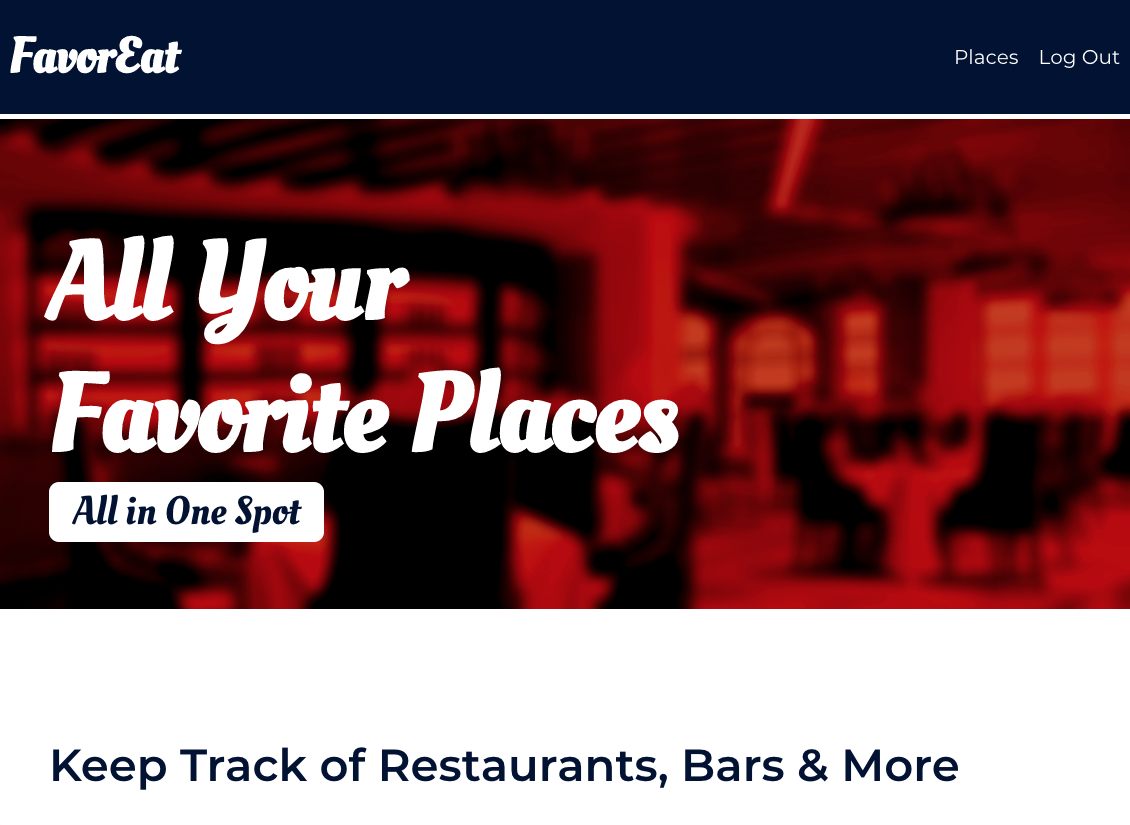 FavorEat
Places Log Out
All Your
Favorite Places
All in One Spot
Keep Track of Restaurants, Bars & More